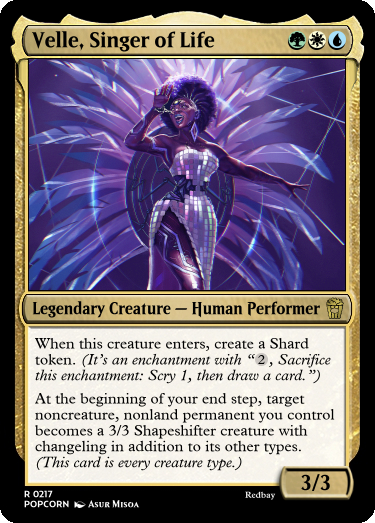 Velle, Singer of Life
Legendary Creature — Human Performer
When this creature enters, create a Shard
token. (It's an enchantment with “2, Sacrifice
this enchantment: Scry 1, then draw a card.”)
At the beginning of your end step, target
noncreature, nonland permanent you control
becomes a 3/3 Shapeshifter creature with
changeling in addition to its other types.
(This card is every creature type.)
3/3
R 0217
POPCORN Asur Misoa
Redbay